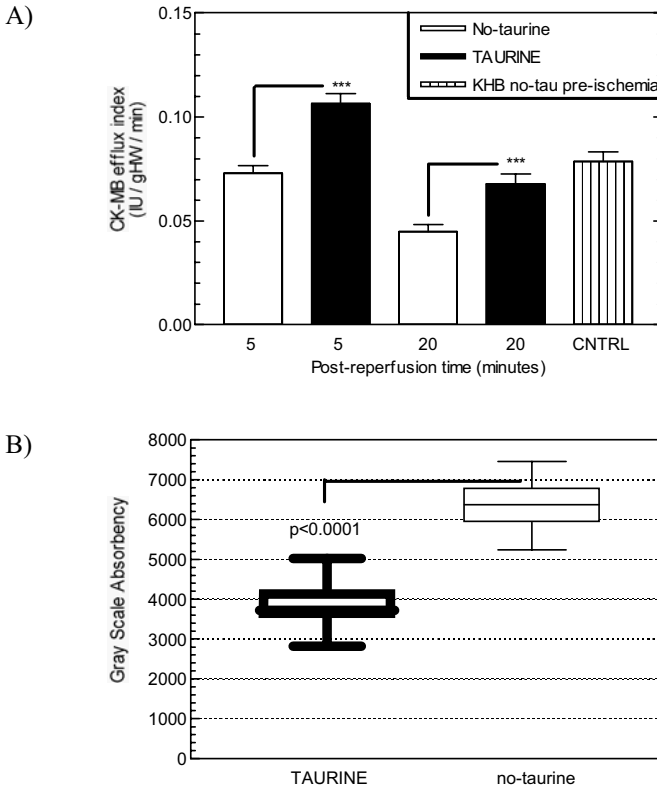 A)
CK-MB efflux index
(IU / gHW / min)
0.15
0.10
0.05
0.00
No-taurine
TAURINE
KHB no-tau pre-ischemia
***
***
5 5 20 20 CNTRL
Post-reperfusion time (minutes)
B)
Gray Scale Absorbency
8000
7000
6000
5000
4000
3000
2000
1000
0
p<0.0001
TAURINE no-taurine